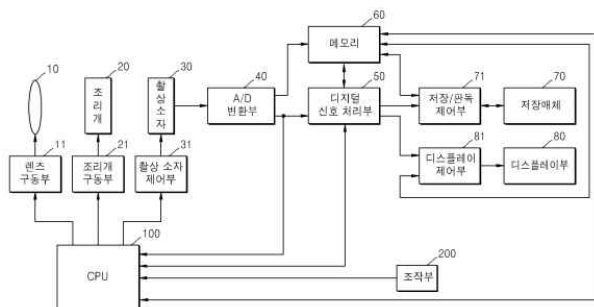 60
메모리
10
20
조리개
30
촬상
소자
40
A/D
변환부
50
디지털
신호 처리부
71
저장/판독
제어부
70
저장매체
11
렌즈
구동부
21
조리개
구동부
31
촬상 소자
제어부
81
디스플레이
제어부
80
디스플레이부
100
CPU
200
조작부